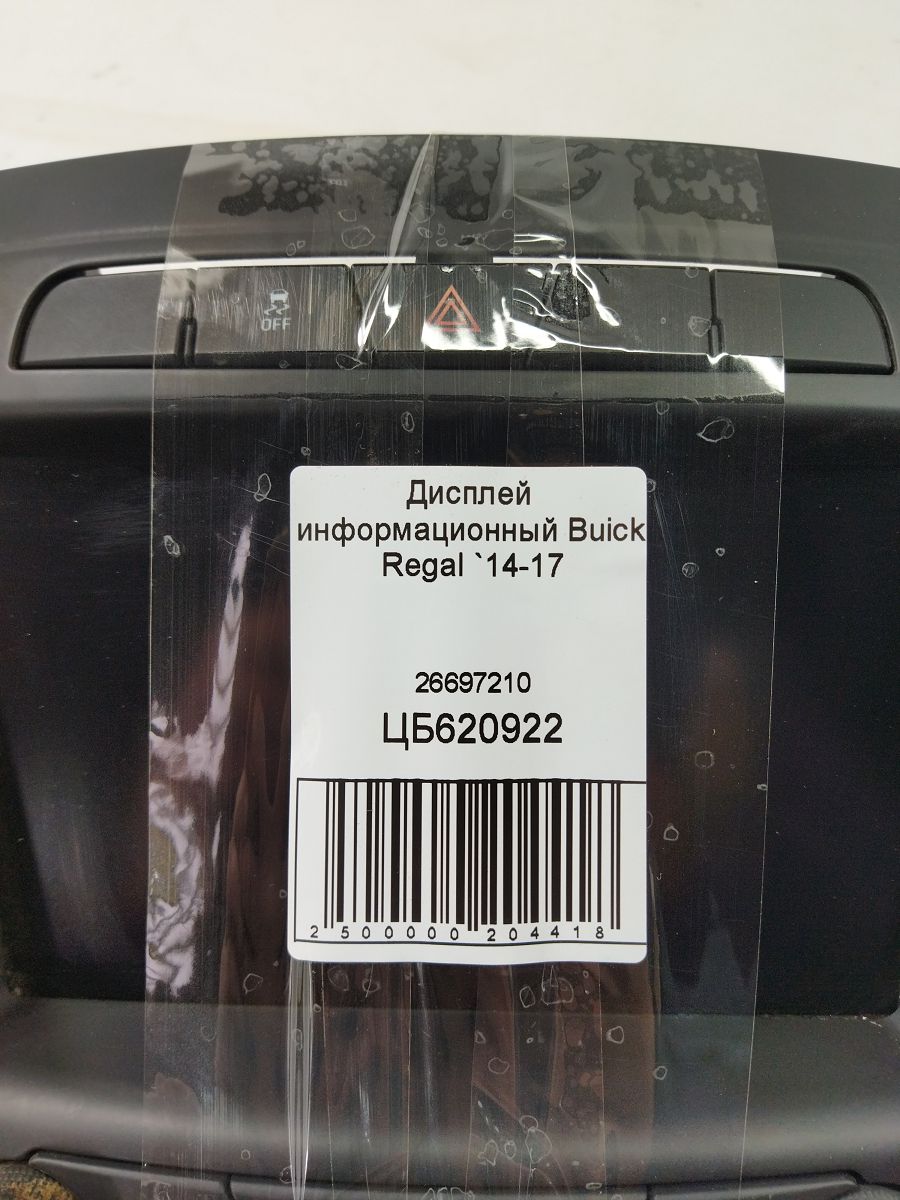 OFF
Дисплей
информационный Buick
Regal `14-17
26697210
ЦБ620922
2 500000 204418